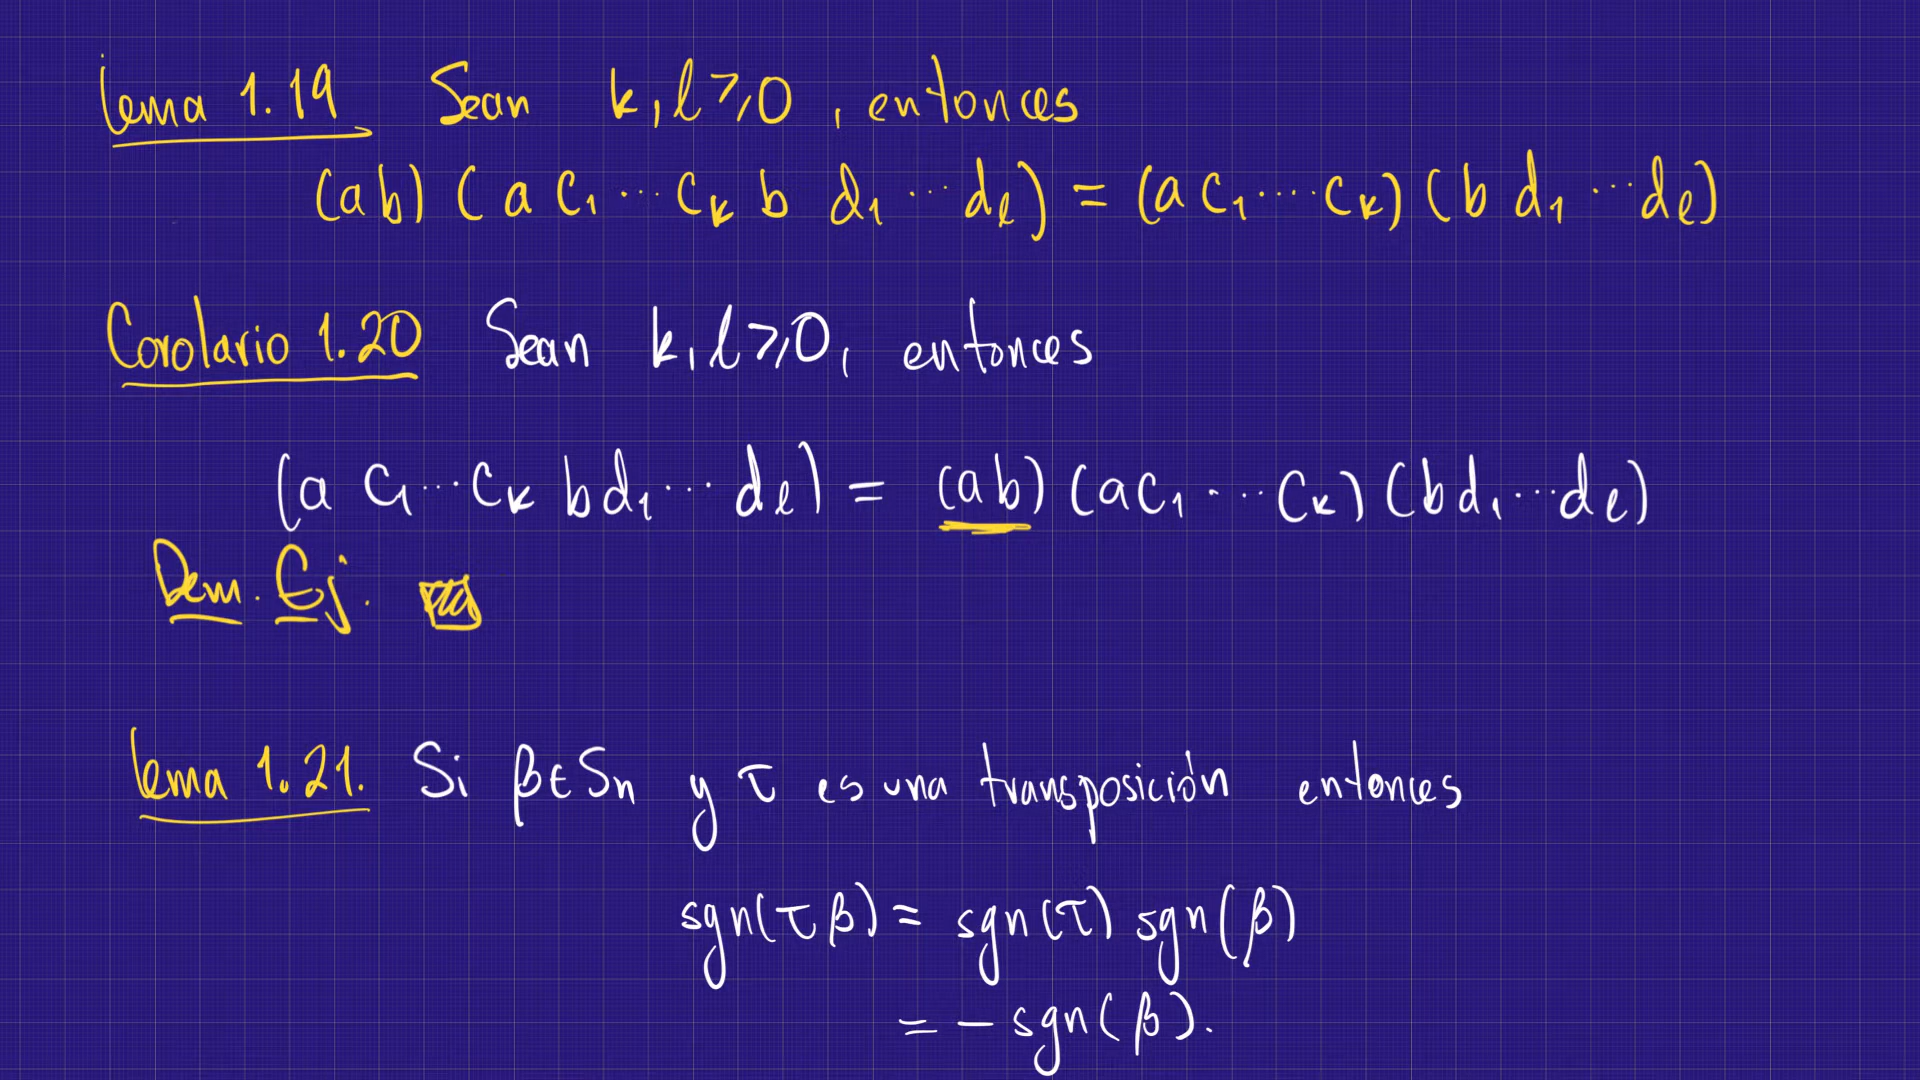 Lema 1.19 Sean k, l ⩾ 0, entonces
(ab) (a c₁ ⋯ cₖ b d₁ ⋯ dₗ) = (a c₁ ⋯ cₖ) (b d₁ ⋯ dₗ)
Corolario 1.20 Sean k, l ⩾ 0, entonces
(a c₁ ⋯ cₖ b d₁ ⋯ dₗ) = (ab) (a c₁ ⋯ cₖ) (b d₁ ⋯ dₗ)
Dem. Ej.
Lema 1.21. Si β ∈ Sₙ y τ es una transposición entonces
sgn(τβ) = sgn(τ) sgn(β)
= − sgn(β).